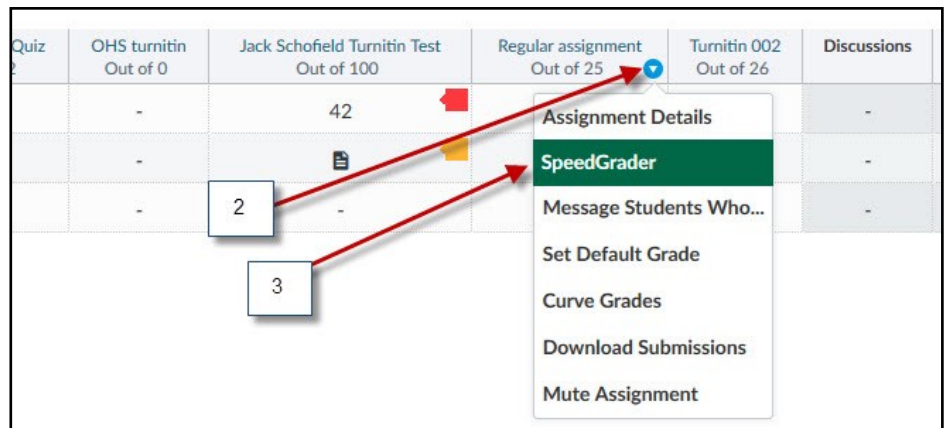 Quiz
OHS turnitin
Out of 0
Jack Schofield Turnitin Test
Out of 100
Regular assignment
Out of 25
Turnitin 002
Out of 26
Discussions
-
42
-
-
-
2
-
-
3
Assignment Details
SpeedGrader
Message Students Who...
Set Default Grade
Curve Grades
Download Submissions
Mute Assignment